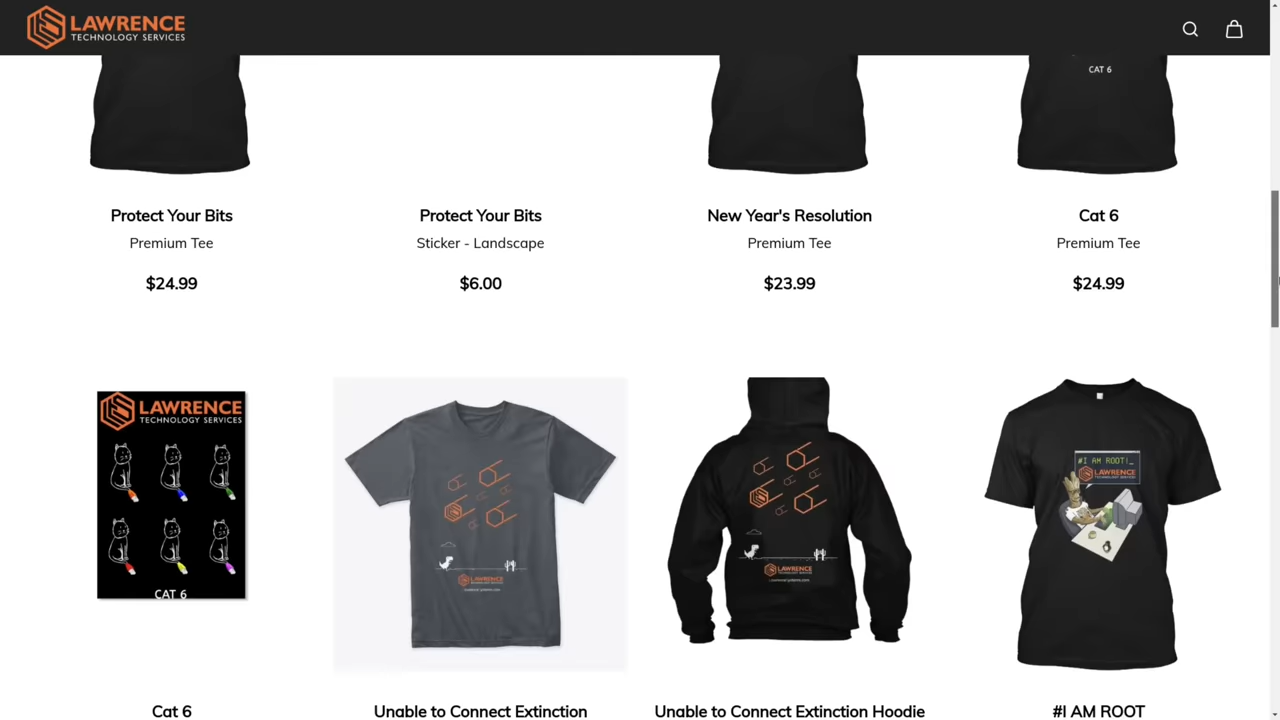 LAWRENCE
TECHNOLOGY SERVICES
CAT 6
Protect Your Bits
Premium Tee
$24.99
Protect Your Bits
Sticker - Landscape
$6.00
New Year's Resolution
Premium Tee
$23.99
Cat 6
Premium Tee
$24.99
LAWRENCE
TECHNOLOGY SERVICES
CAT 6
LAWRENCE
LAWRENCE
#I AM ROOT!_
LAWRENCE
Cat 6
Unable to Connect Extinction
Unable to Connect Extinction Hoodie
#I AM ROOT